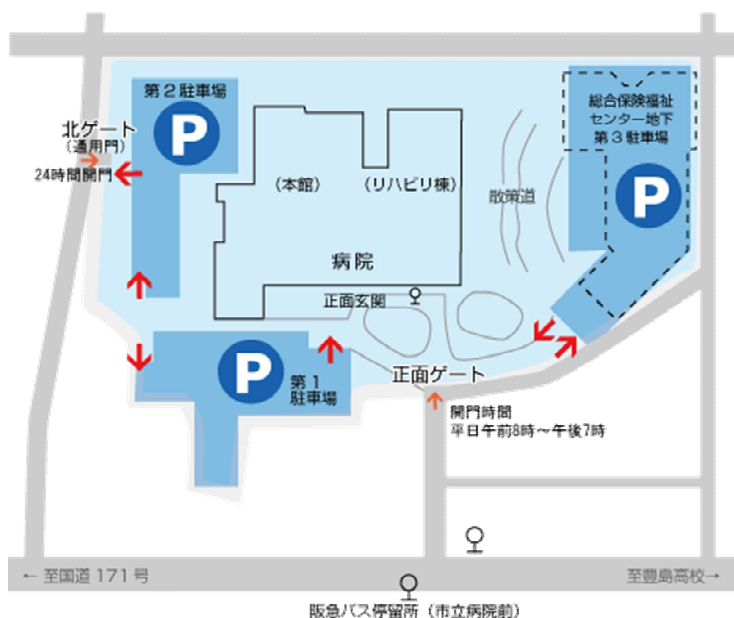 第2駐車場
P
総合保険福祉
センター地下
第3駐車場
P
北ゲート
（通用門）
24時間開門
（本館）
（リハビリ棟）
散策道
病院
正面玄関
P
第1
駐車場
正面ゲート
開門時間
平日午前8時～午後7時
← 至国道171号
至豊島高校→
阪急バス停留所（市立病院前）